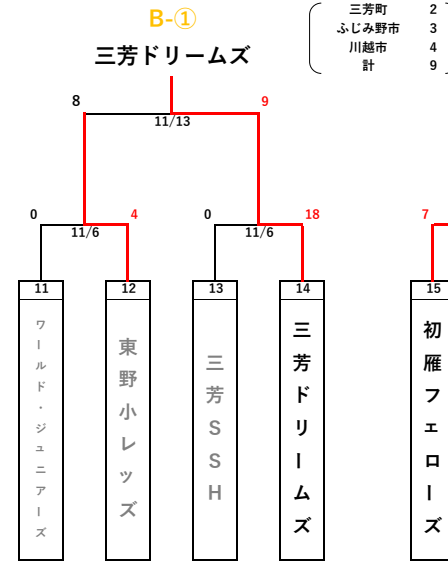 B-①
三芳ドリームズ
三芳町 2
ふじみ野市 3
川越市 4
計 9
8 9
11/13
0 4 0 18 7
11/6 11/6
11 12 13 14 15
ワールド・ジュニアーズ
東野小レッズ
三芳SSH
三芳ドリームズ
初雁フェローズ